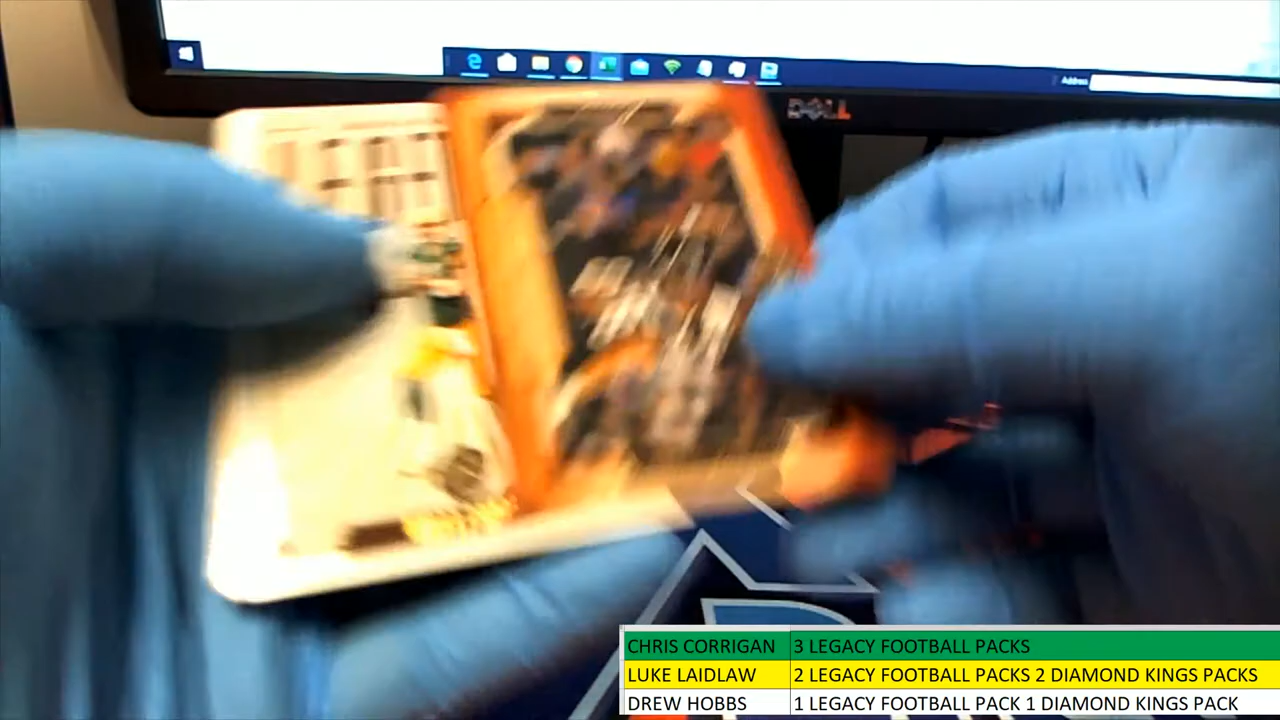 Address
DELL
CHRIS CORRIGAN 3 LEGACY FOOTBALL PACKS
LUKE LAIDLAW 2 LEGACY FOOTBALL PACKS 2 DIAMOND KINGS PACKS
DREW HOBBS 1 LEGACY FOOTBALL PACK 1 DIAMOND KINGS PACK